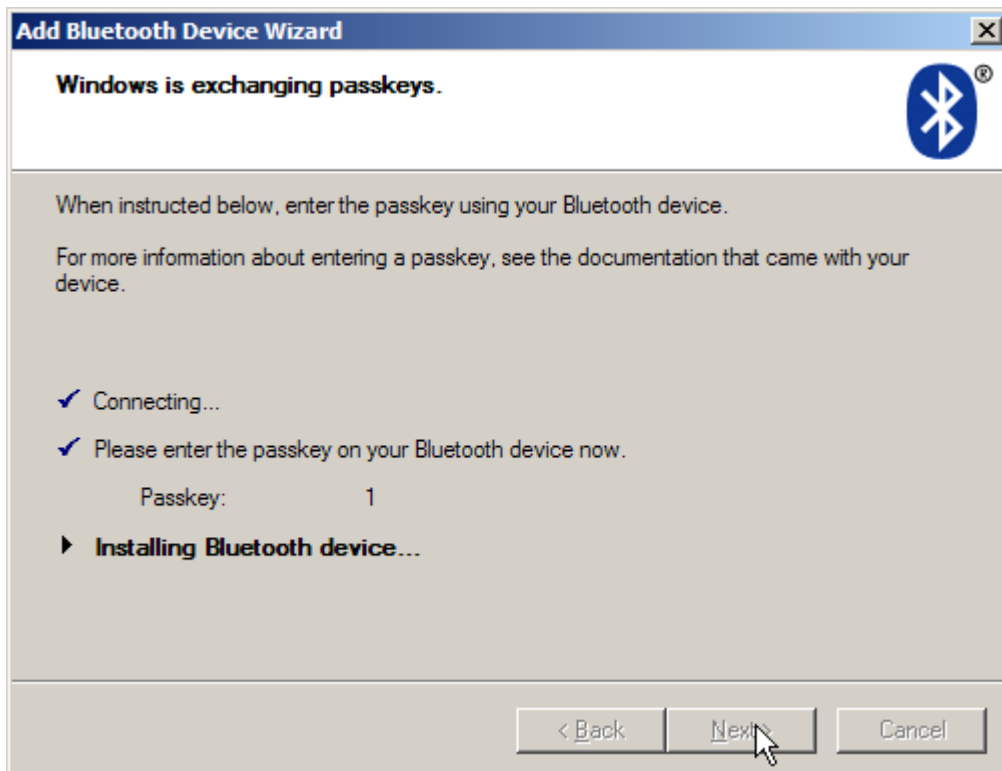 Add Bluetooth Device Wizard
Windows is exchanging passkeys.
®
When instructed below, enter the passkey using your Bluetooth device.
For more information about entering a passkey, see the documentation that came with your
device.
Connecting...
Please enter the passkey on your Bluetooth device now.
Passkey: 1
Installing Bluetooth device...
< Back Next > Cancel